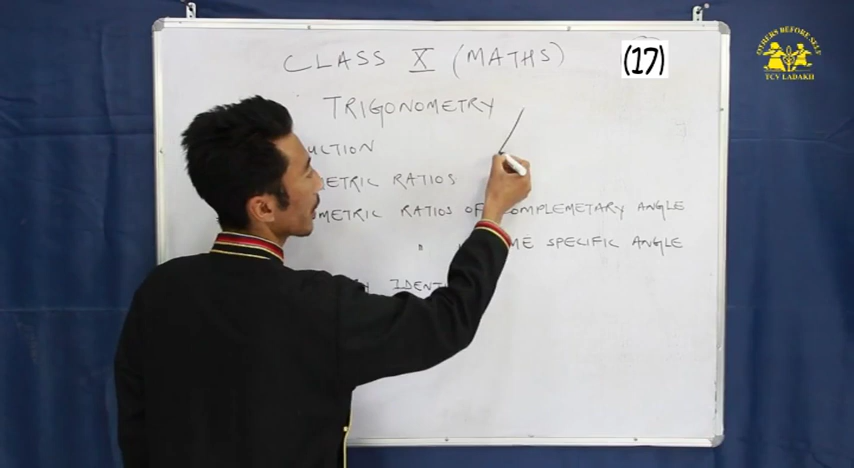 CLASS X (MATHS)
(17)
OTHERS BEFORE SELF
TCV LADAKH
TRIGONOMETRY
UCTION
METRIC RATIOS
OMETRIC RATIOS OF COMPLEMETARY ANGLE
" ME SPECIFIC ANGLE
IDENT